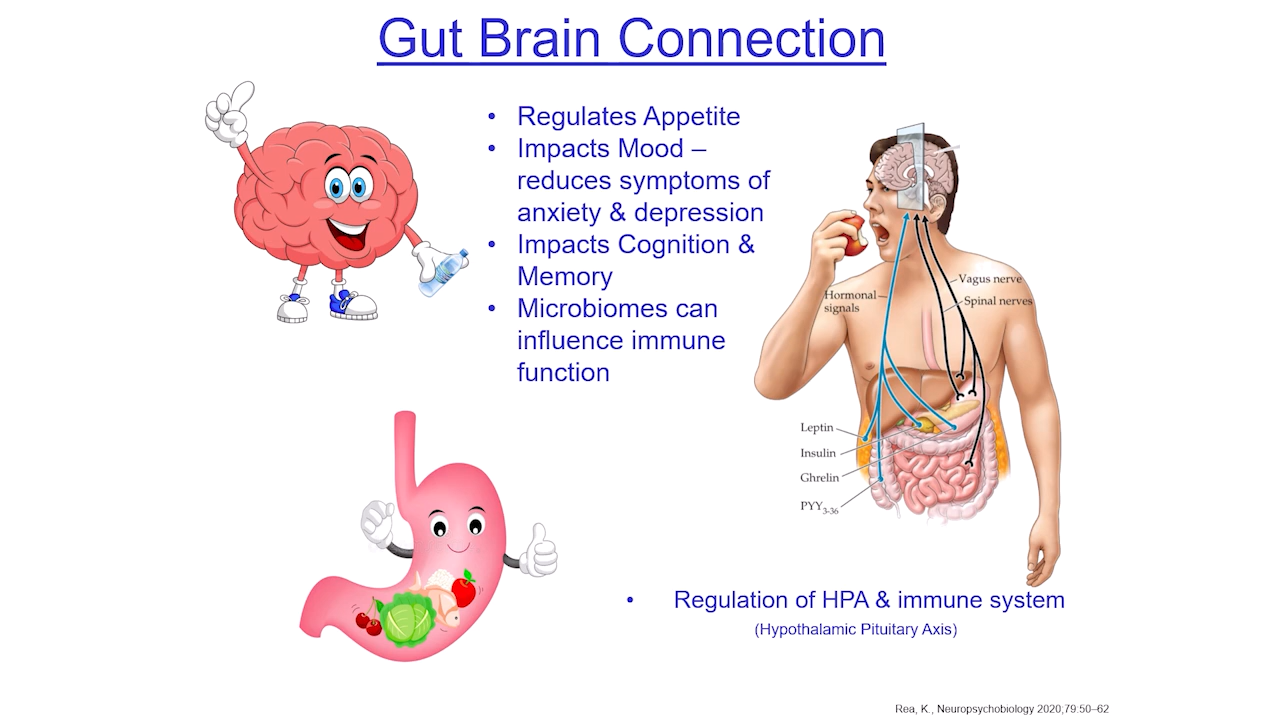 Gut Brain Connection
• Regulates Appetite
• Impacts Mood –
reduces symptoms of
anxiety & depression
• Impacts Cognition &
Memory
• Microbiomes can
influence immune
function
Vagus nerve
Spinal nerves
Hormonal
signals
Leptin
Insulin
Ghrelin
PYY3-36
• Regulation of HPA & immune system
(Hypothalamic Pituitary Axis)
Rea, K., Neuropsychobiology 2020;79:50–62